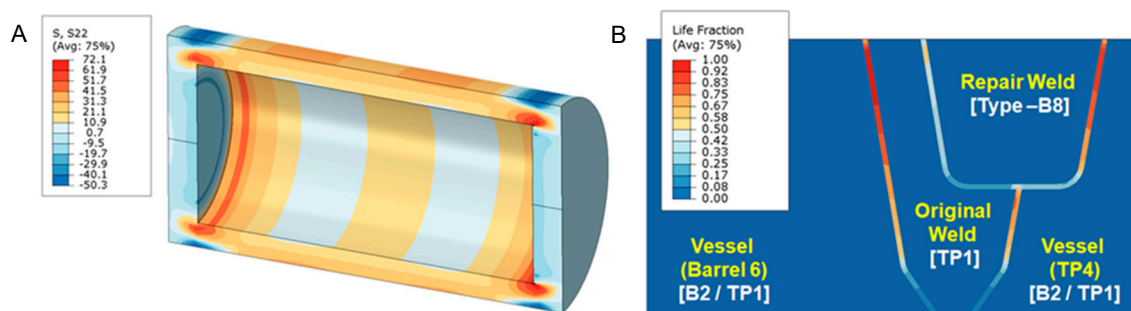 A
S, S22
(Avg: 75%)
72.1
61.9
51.7
41.5
31.3
21.1
10.9
0.7
-9.5
-19.7
-29.9
-40.1
-50.3
B
Life Fraction
(Avg: 75%)
1.00
0.92
0.83
0.75
0.67
0.58
0.50
0.42
0.33
0.25
0.17
0.08
0.00
Repair Weld
[Type –B8]
Original
Weld
[TP1]
Vessel
(Barrel 6)
[B2 / TP1]
Vessel
(TP4)
[B2 / TP1]